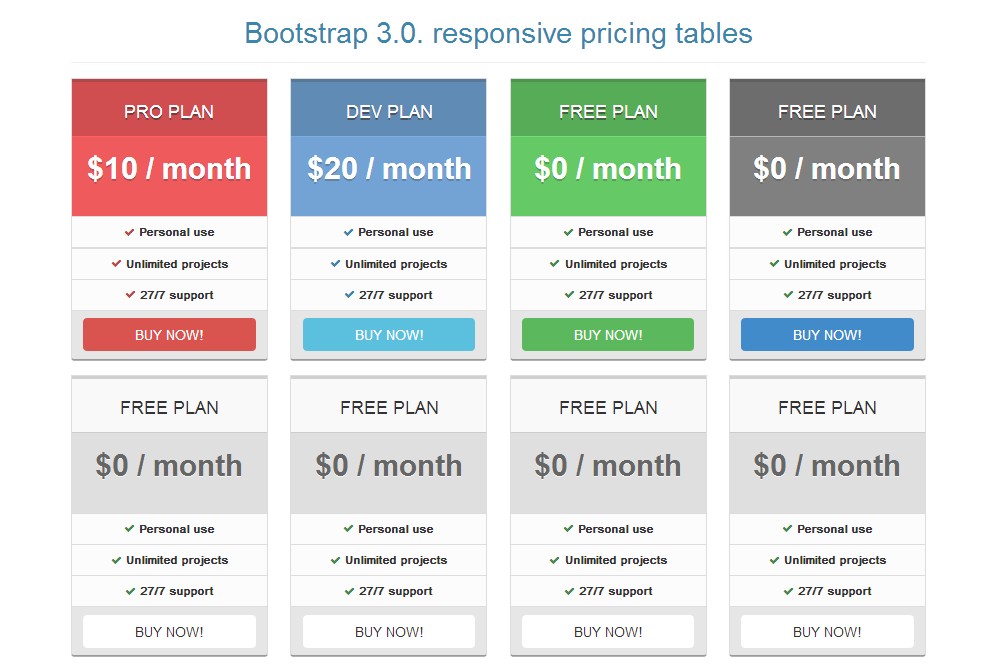 Bootstrap 3.0. responsive pricing tables
PRO PLAN
$10 / month
Personal use
Unlimited projects
27/7 support
BUY NOW!
DEV PLAN
$20 / month
Personal use
Unlimited projects
27/7 support
BUY NOW!
FREE PLAN
$0 / month
Personal use
Unlimited projects
27/7 support
BUY NOW!
FREE PLAN
$0 / month
Personal use
Unlimited projects
27/7 support
BUY NOW!
FREE PLAN
$0 / month
Personal use
Unlimited projects
27/7 support
BUY NOW!
FREE PLAN
$0 / month
Personal use
Unlimited projects
27/7 support
BUY NOW!
FREE PLAN
$0 / month
Personal use
Unlimited projects
27/7 support
BUY NOW!
FREE PLAN
$0 / month
Personal use
Unlimited projects
27/7 support
BUY NOW!